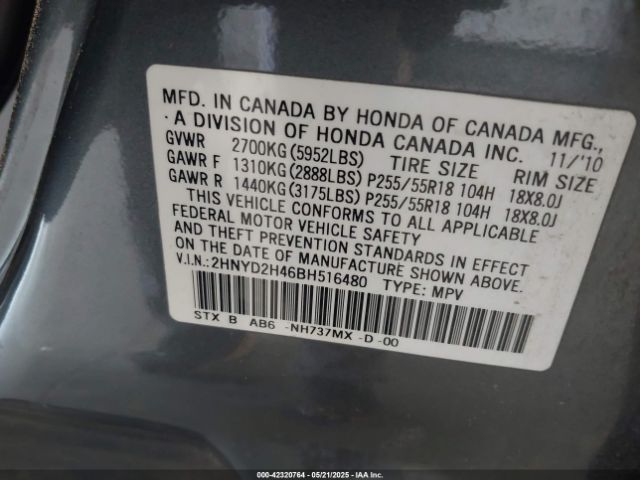 MFD. IN CANADA BY HONDA OF CANADA MFG.,
· A DIVISION OF HONDA CANADA INC. 11/'10
GVWR 2700KG(5952LBS) TIRE SIZE RIM SIZE
GAWR F 1310KG(2888LBS) P255/55R18 104H 18X8.0J
GAWR R 1440KG(3175LBS) P255/55R18 104H 18X8.0J
THIS VEHICLE CONFORMS TO ALL APPLICABLE
FEDERAL MOTOR VEHICLE SAFETY
AND THEFT PREVENTION STANDARDS IN EFFECT
ON THE DATE OF MANUFACTURE SHOWN ABOVE.
V.I.N.: 2HNYD2H46BH516480 TYPE: MPV
STX B AB6 -NH737MX -D -00
000-42320764 - 05/21/2025 - IAA Inc.